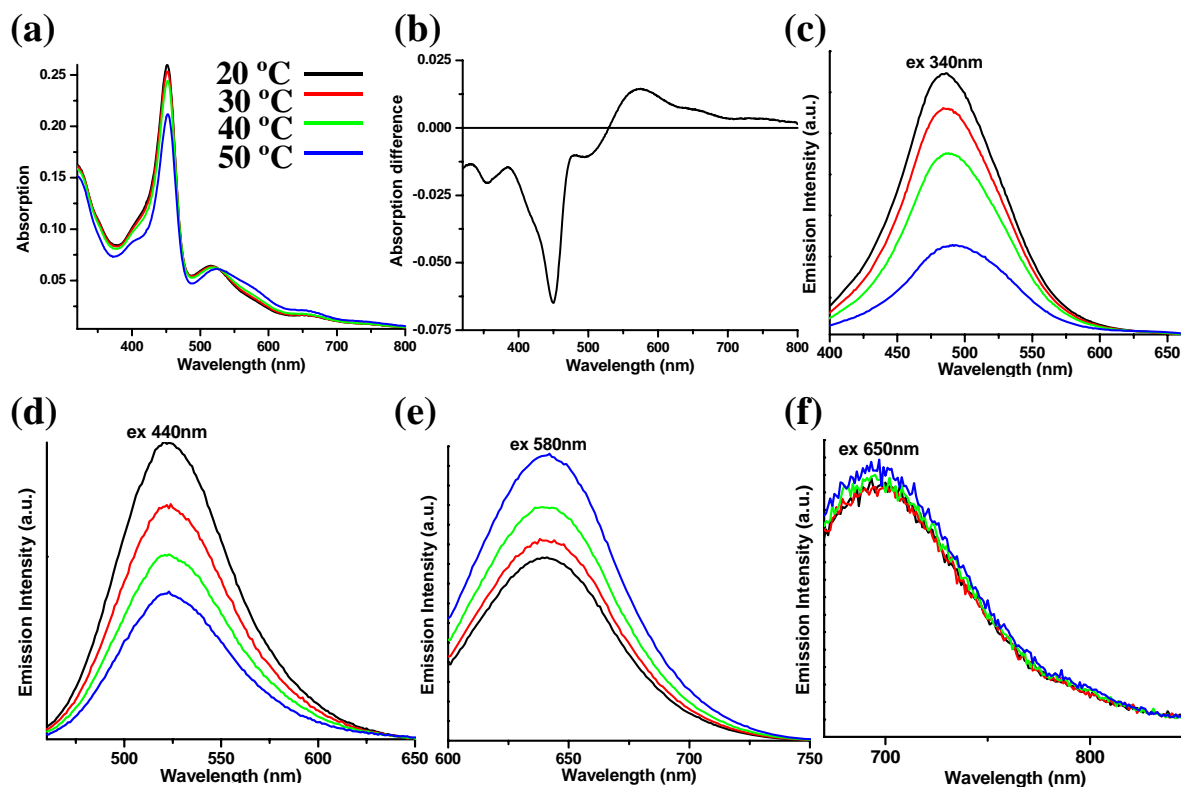 (a)
20 ºC
30 ºC
40 ºC
50 ºC
0.25
0.20
0.15
0.10
0.05
Absorption
400 500 600 700 800
Wavelength (nm)
(b)
0.025
0.000
-0.025
-0.050
-0.075
Absorption difference
400 500 600 700 800
Wavelength (nm)
(c)
ex 340nm
Emission Intensity (a.u.)
400 450 500 550 600 650
Wavelength (nm)
(d)
ex 440nm
Emission Intensity (a.u.)
500 550 600 650
Wavelength (nm)
(e)
ex 580nm
Emission Intensity (a.u.)
600 650 700 750
Wavelength (nm)
(f)
ex 650nm
Emission Intensity (a.u.)
700 800
Wavelength (nm)